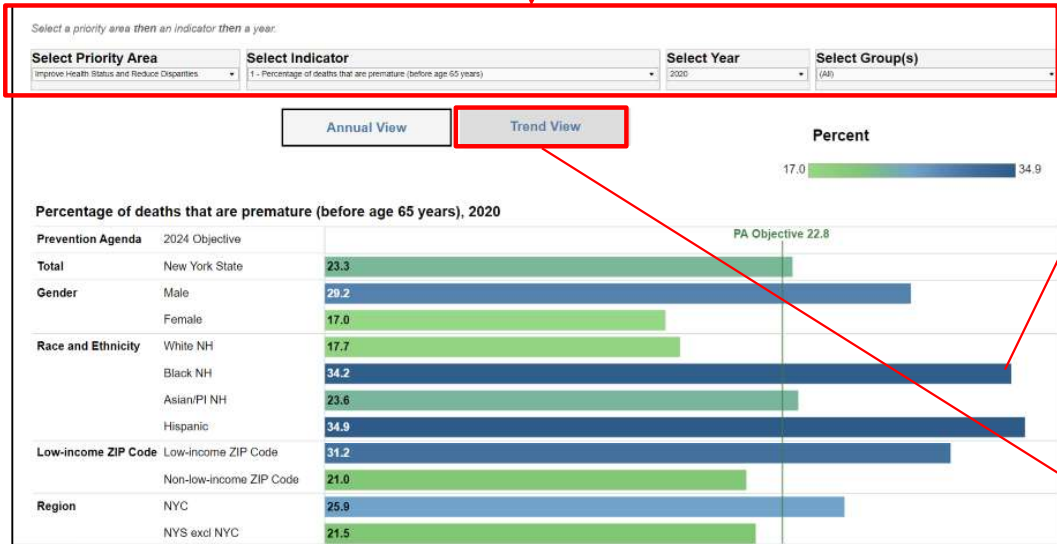 Select a priority area then an indicator then a year.
Select Priority Area Select Indicator Select Year Select Group(s)
Improve Health Status and Reduce Disparities 1 - Percentage of deaths that are premature (before age 65 years) 2020 (All)
Annual View Trend View
Percent
17.0 34.9
Percentage of deaths that are premature (before age 65 years), 2020
Prevention Agenda 2024 Objective PA Objective 22.8
Total New York State 23.3
Gender Male 29.2
Female 17.0
Race and Ethnicity White NH 17.7
Black NH 34.2
Asian/PI NH 23.6
Hispanic 34.9
Low-income ZIP Code Low-income ZIP Code 31.2
Non-low-income ZIP Code 21.0
Region NYC 25.9
NYS excl NYC 21.5